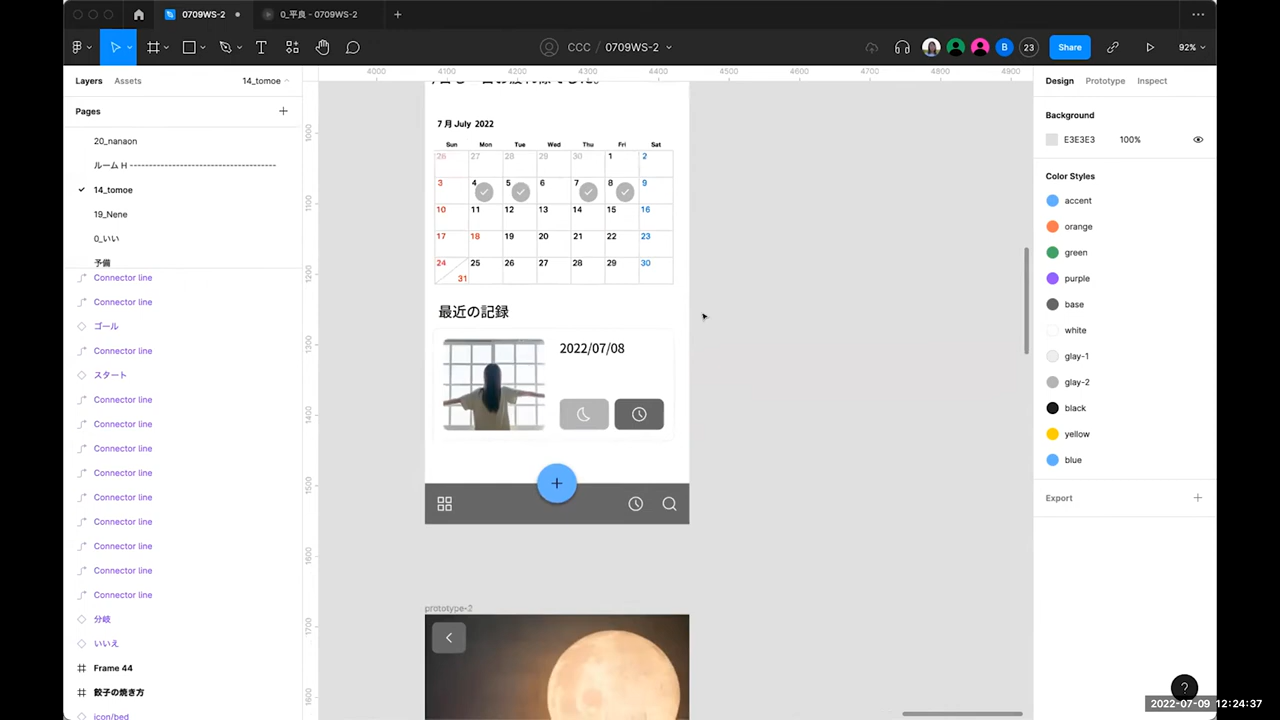 0709WS-2
0_平良 - 0709WS-2
CCC / 0709WS-2
B
23
Share
92%
Layers
Assets
14_tomoe
4000
4100
4200
4300
4400
4500
4600
4700
4800
4900
Design
Prototype
Inspect
Pages
20_nanaon
ルーム H
14_tomoe
19_Nene
0_いい
予備
Connector line
Connector line
ゴール
Connector line
スタート
Connector line
Connector line
Connector line
Connector line
Connector line
Connector line
Connector line
Connector line
Connector line
分岐
いいえ
Frame 44
餃子の焼き方
icon/bed
1000
1100
1200
1300
1400
1500
1600
1700
1800
7 月 July 2022
Sun Mon Tue Wed Thu Fri Sat
26 27 28 29 30 1 2
3 4 5 6 7 8 9
10 11 12 13 14 15 16
17 18 19 20 21 22 23
24 25 26 27 28 29 30
31
最近の記録
2022/07/08
prototype-2
Background
E3E3E3 100%
Color Styles
accent
orange
green
purple
base
white
glay-1
glay-2
black
yellow
blue
Export
?
2022-07-09 12:24:37